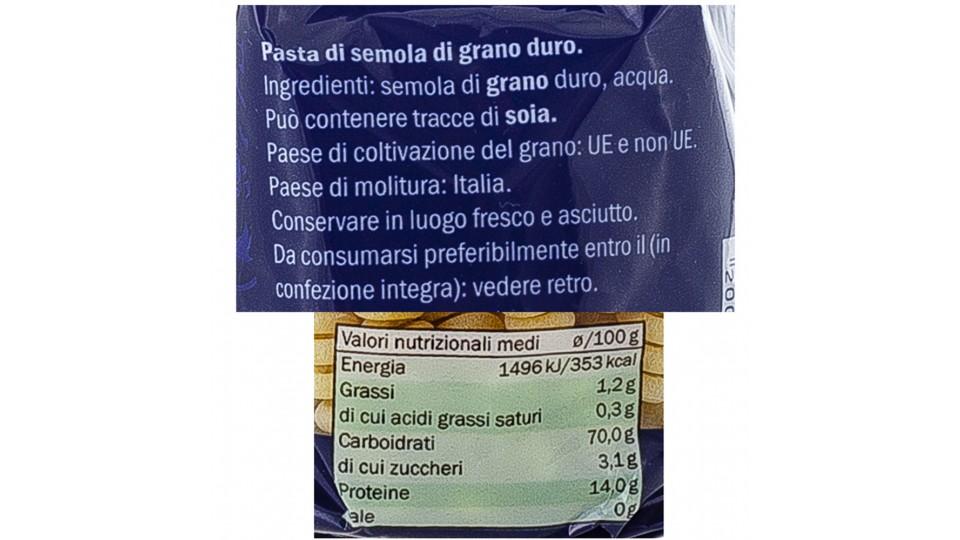 Pasta di semola di grano duro.
Ingredienti: semola di grano duro, acqua.
Può contenere tracce di soia.
Paese di coltivazione del grano: UE e non UE.
Paese di molitura: Italia.
Conservare in luogo fresco e asciutto.
Da consumarsi preferibilmente entro il (in
confezione integra): vedere retro.
Valori nutrizionali medi ø/100 g
Energia 1496 kJ/353 kcal
Grassi 1,2 g
di cui acidi grassi saturi 0,3 g
Carboidrati 70,0 g
di cui zuccheri 3,1 g
Proteine 14,0 g
ale 0g